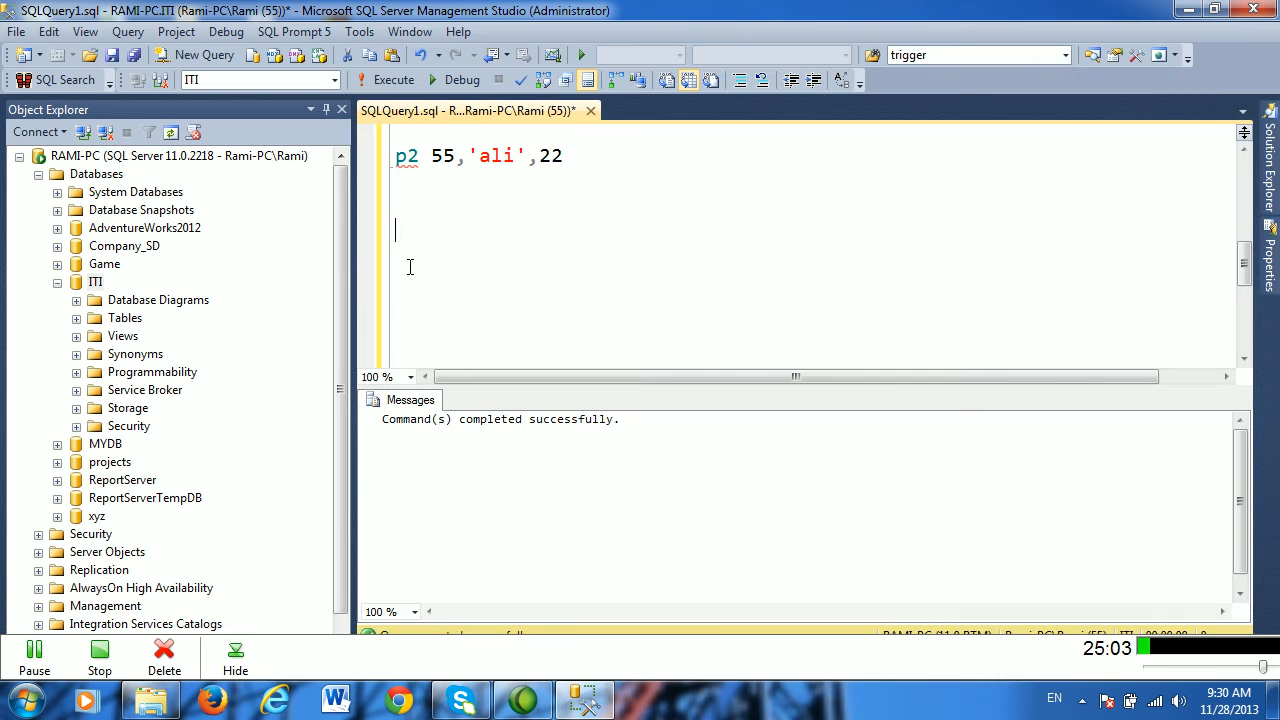 SQLQuery1.sql - RAMI-PC.ITI (Rami-PC\Rami (55))* - Microsoft SQL Server Management Studio (Administrator)
File Edit View Query Project Debug SQL Prompt 5 Tools Window Help
New Query trigger
SQL Search ITI Execute Debug
Object Explorer
SQLQuery1.sql - R...Rami-PC\Rami (55))*
Connect
RAMI-PC (SQL Server 11.0.2218 - Rami-PC\Rami)
Databases
System Databases
Database Snapshots
AdventureWorks2012
Company_SD
Game
ITI
Database Diagrams
Tables
Views
Synonyms
Programmability
Service Broker
Storage
Security
MYDB
projects
ReportServer
ReportServerTempDB
xyz
Security
Server Objects
Replication
AlwaysOn High Availability
Management
Integration Services Catalogs
p2 55,'ali',22
100 %
Messages
Command(s) completed successfully.
100 %
Solution Explorer
Properties
Pause Stop Delete Hide
25:03
EN
9:30 AM
11/28/2013